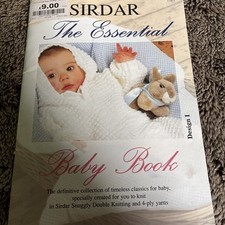 £9.00
SIRDAR
The Essential
Design 1
Baby Book
The definitive collection of timeless classics for baby,
specially created for you to knit
in Sirdar Snuggly Double Knitting and 4-ply yarns